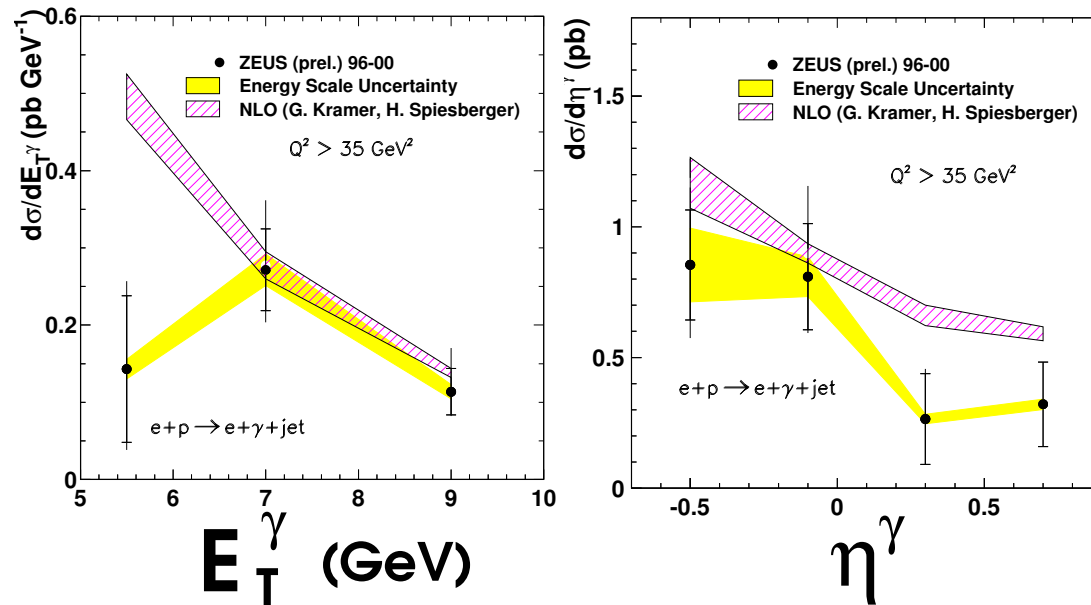 dσ/dE_T^γ (pb GeV⁻¹)
0.6
0.4
0.2
0
ZEUS (prel.) 96-00
Energy Scale Uncertainty
NLO (G. Kramer, H. Spiesberger)
Q² > 35 GeV²
e+p → e+γ+jet
5 6 7 8 9 10
E_T^γ (GeV)
dσ/dη^γ (pb)
1.5
1
0.5
0
ZEUS (prel.) 96-00
Energy Scale Uncertainty
NLO (G. Kramer, H. Spiesberger)
Q² > 35 GeV²
e+p → e+γ+jet
-0.5 0 0.5
η^γ